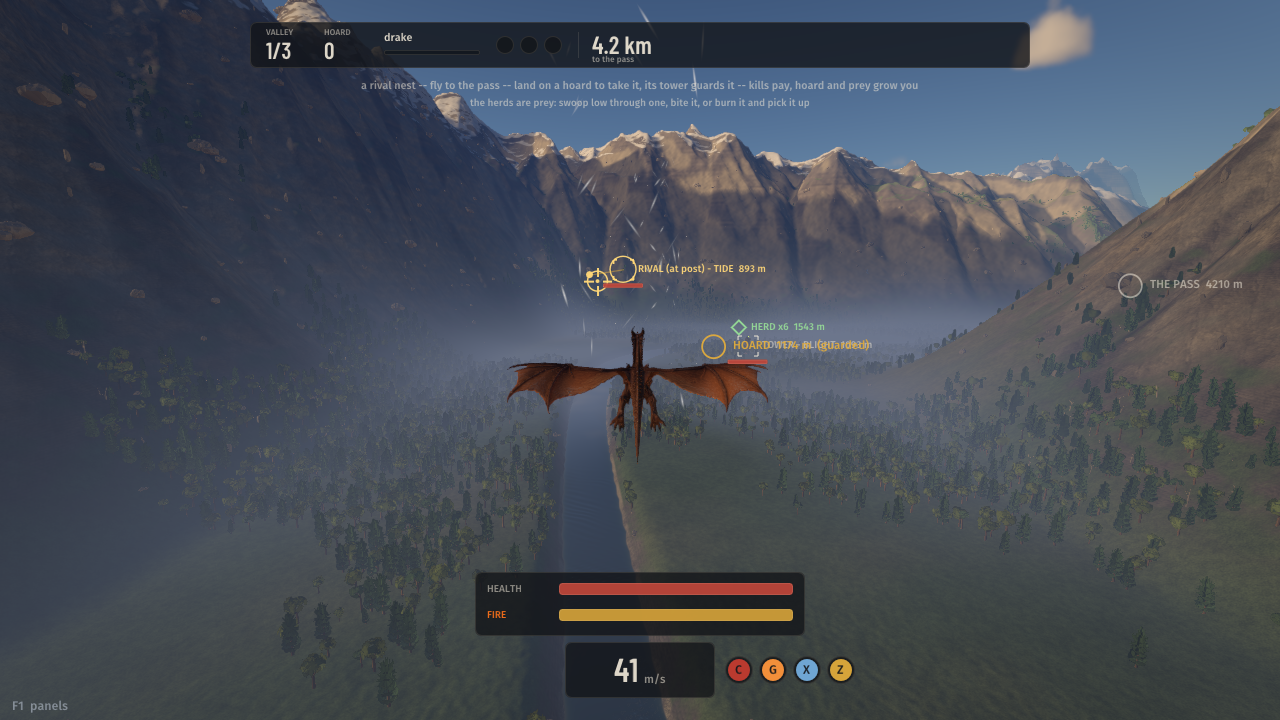 VALLEY HOARD
1/3 0
drake
4.2 km
to the pass
a rival nest -- fly to the pass -- land on a hoard to take it, its tower guards it -- kills pay, hoard and prey grow you
the herds are prey: swoop low through one, bite it, or burn it and pick it up
RIVAL (at post) - TIDE 893 m
THE PASS 4210 m
HERD x6 1543 m
HOARD
(guarded)
HEALTH
FIRE
41 m/s
C G X Z
F1 panels